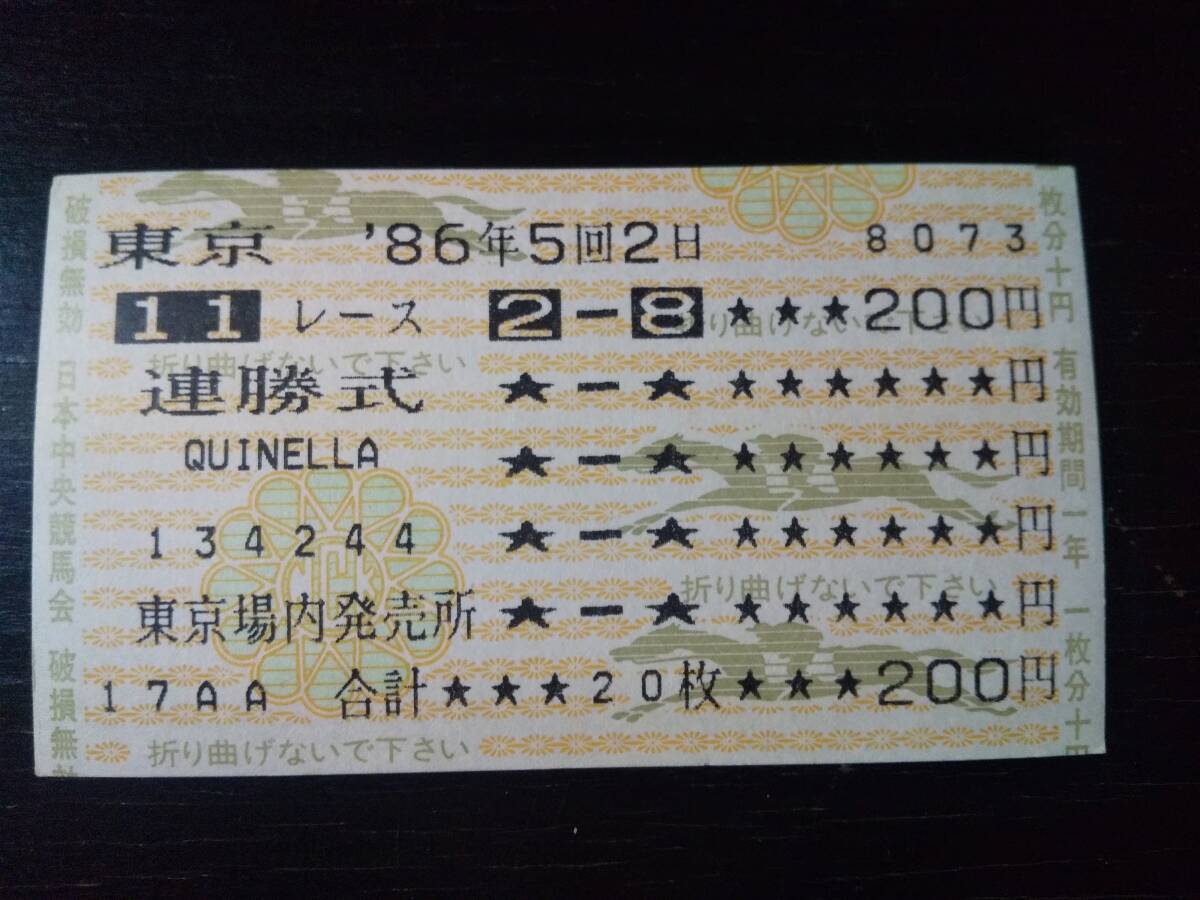 東京 '86年5回2日 8073
11 レース 2-8 ★★★200円
折り曲げないで下さい
連勝式 ★-★ ★★★★★★円
QUINELLA ★-★ ★★★★★★円
134244 ★-★ ★★★★★★円
折り曲げないで下さい
東京場内発売所 ★-★ ★★★★★★円
17AA 合計★★★20枚★★★200円
折り曲げないで下さい
破損無効 日本中央競馬会 破損無効
枚分十円 有効期間一年 一枚分十円